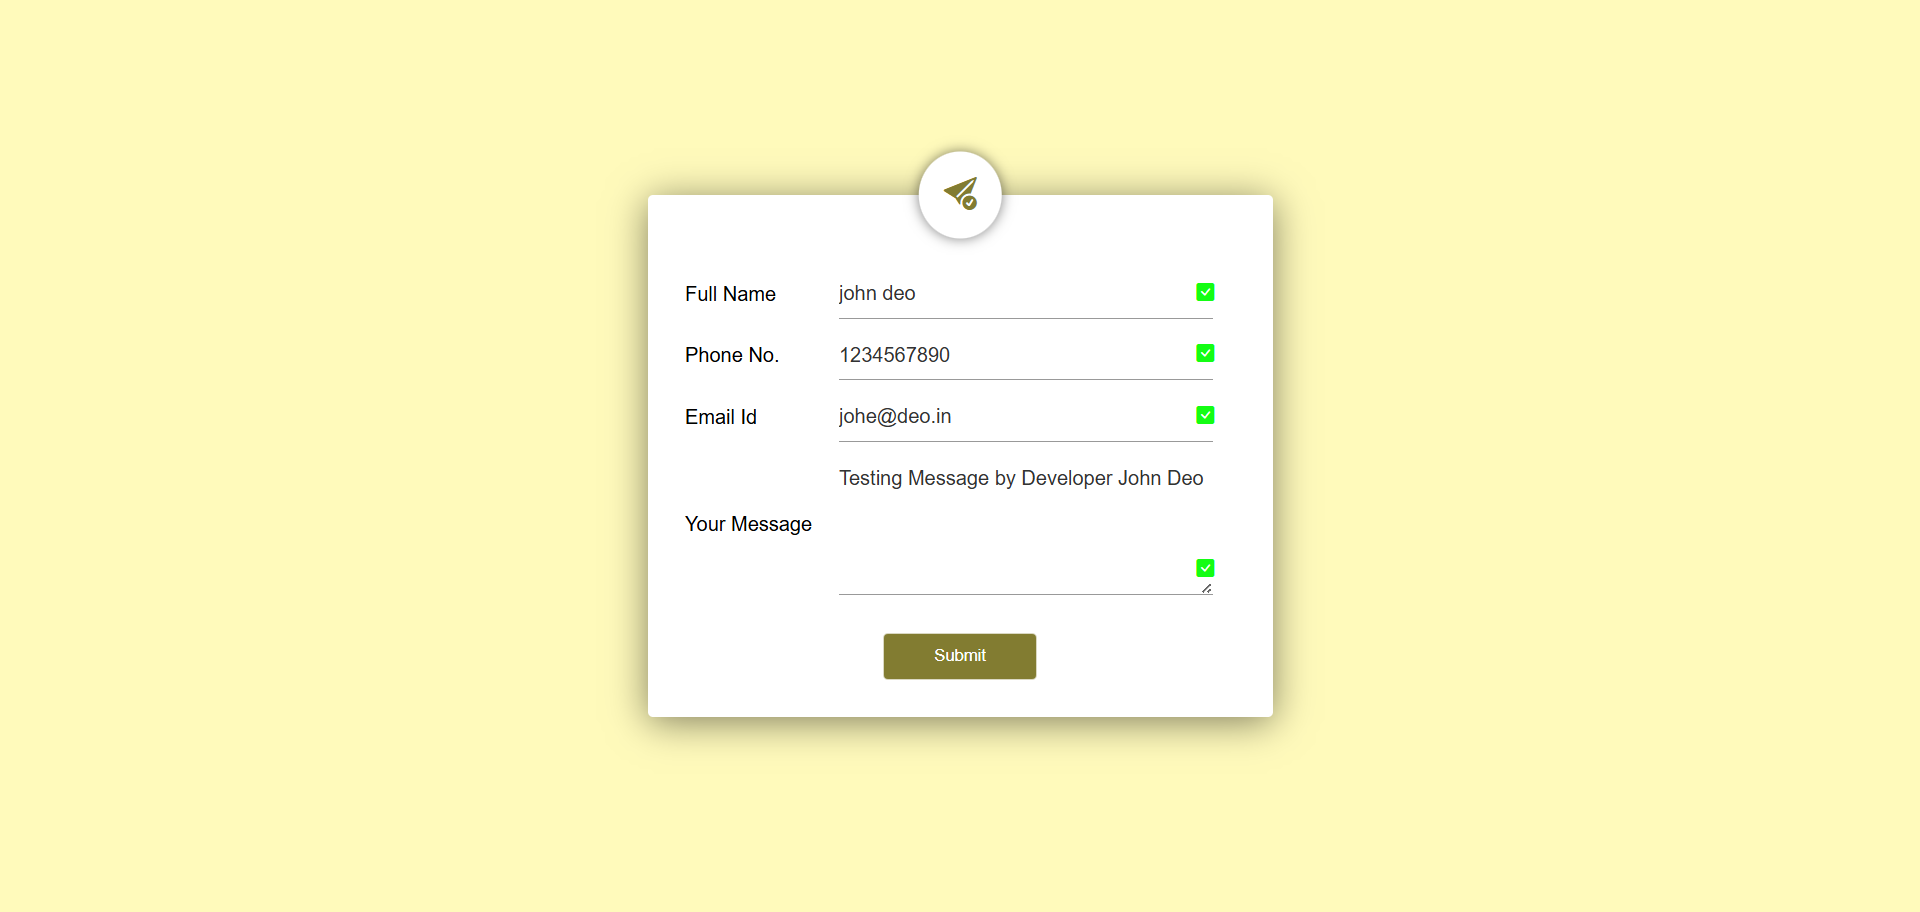 Full Name john deo
Phone No. 1234567890
Email Id johe@deo.in
Testing Message by Developer John Deo
Your Message
Submit